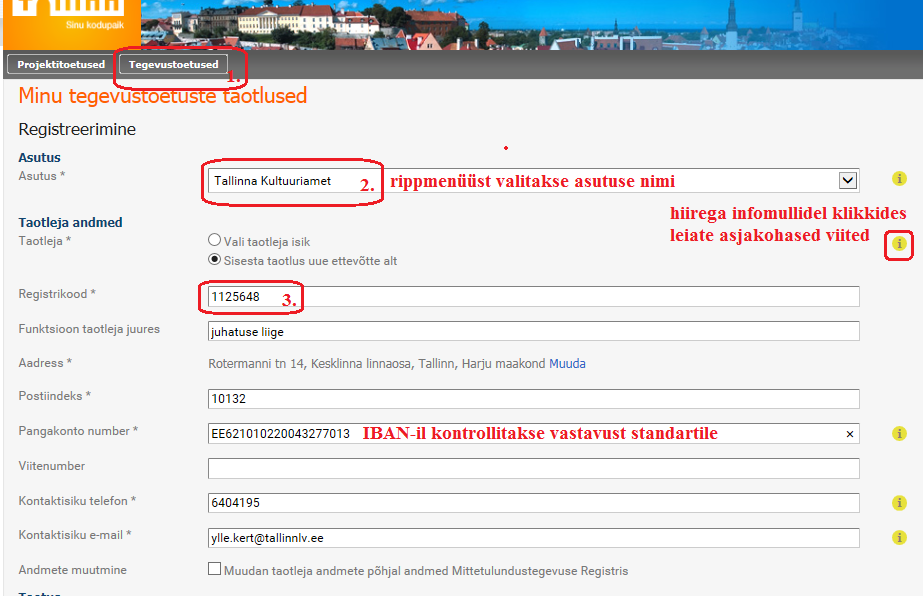 Sinu kodupaik
Projektitoetused Tegevustoetused 1.
Minu tegevustoetuste taotlused
Registreerimine
Asutus
Asutus * Tallinna Kultuuriamet 2. rippmenüüst valitakse asutuse nimi
hiirega infomullidel klikkides
leiate asjakohased viited
Taotleja andmed
Taotleja * Vali taotleja isik
Sisesta taotlus uue ettevõtte alt
Registrikood * 1125648 3.
Funktsioon taotleja juures juhatuse liige
Aadress * Rotermanni tn 14, Kesklinna linnaosa, Tallinn, Harju maakond Muuda
Postiindeks * 10132
Pangakonto number * EE621010220043277013 IBAN-il kontrollitakse vastavust standartile
Viitenumber
Kontaktisiku telefon * 6404195
Kontaktisiku e-mail * ylle.kert@tallinnlv.ee
Andmete muutmine Muudan taotleja andmete põhjal andmed Mittetulundustegevuse Registris